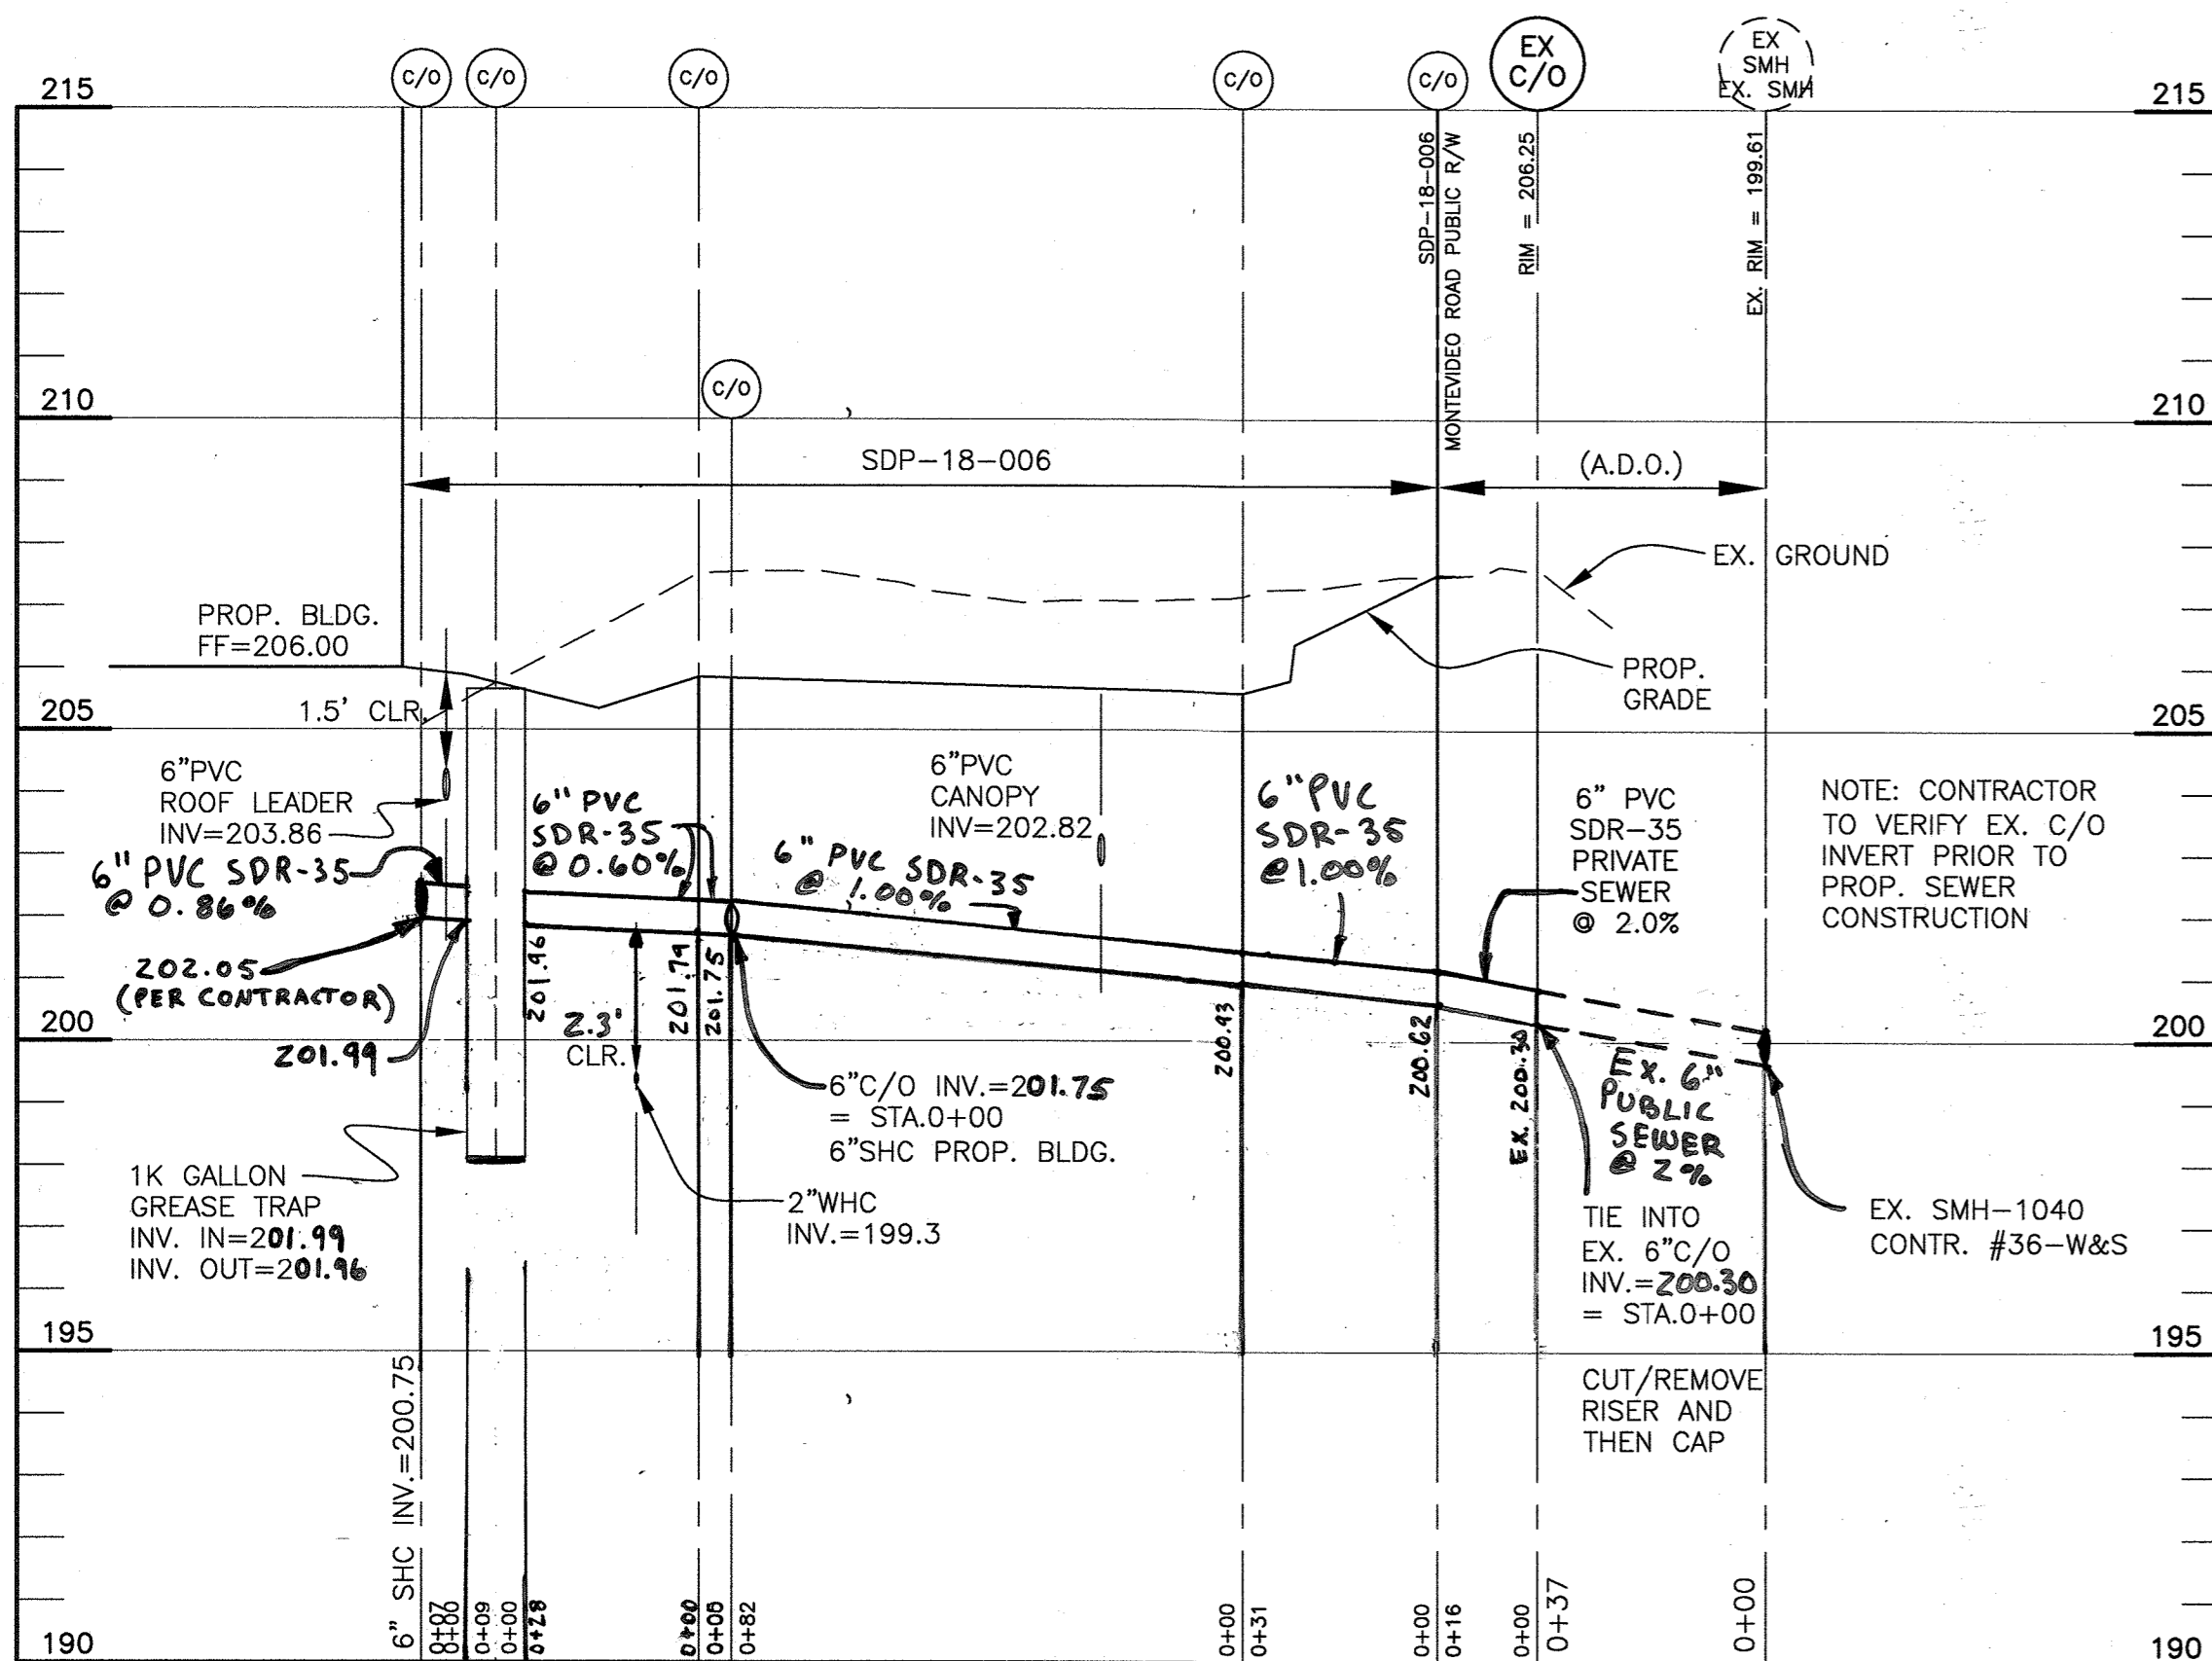 C/O
C/O
C/O
C/O
C/O
EX
C/O
EX
SMH
EX. SMH
215
215
SDP-18-006
MONTEVIDEO ROAD PUBLIC R/W
RIM = 206.25
EX. RIM = 199.61
C/O
210
210
SDP-18-006
(A.D.O.)
EX. GROUND
PROP. BLDG.
FF=206.00
PROP.
GRADE
1.5' CLR.
205
205
6"PVC
ROOF LEADER
INV=203.86
6" PVC SDR-35
@ 0.86%
6" PVC
SDR-35
@ 0.60%
6"PVC
CANOPY
INV=202.82
6" PVC SDR-35
@ 1.00%
6" PVC
SDR-35
@ 1.00%
6" PVC
SDR-35
PRIVATE
SEWER
@ 2.0%
NOTE: CONTRACTOR
TO VERIFY EX. C/O
INVERT PRIOR TO
PROP. SEWER
CONSTRUCTION
202.05
(PER CONTRACTOR)
201.99
201.96
201.79
201.75
200.93
200.62
EX. 200.30
2.3'
CLR.
200
200
6"C/O INV.=201.75
= STA.0+00
6"SHC PROP. BLDG.
EX. 6"
PUBLIC
SEWER
@ 2%
1K GALLON
GREASE TRAP
INV. IN=201.99
INV. OUT=201.96
2"WHC
INV.=199.3
TIE INTO
EX. 6"C/O
INV.=200.30
= STA.0+00
EX. SMH-1040
CONTR. #36-W&S
195
195
CUT/REMOVE
RISER AND
THEN CAP
6" SHC INV.=200.75
0+07
0+00
0+09
0+00
0+28
0+00
0+06
0+82
0+00
0+31
0+00
0+16
0+00
0+37
0+00
190
190